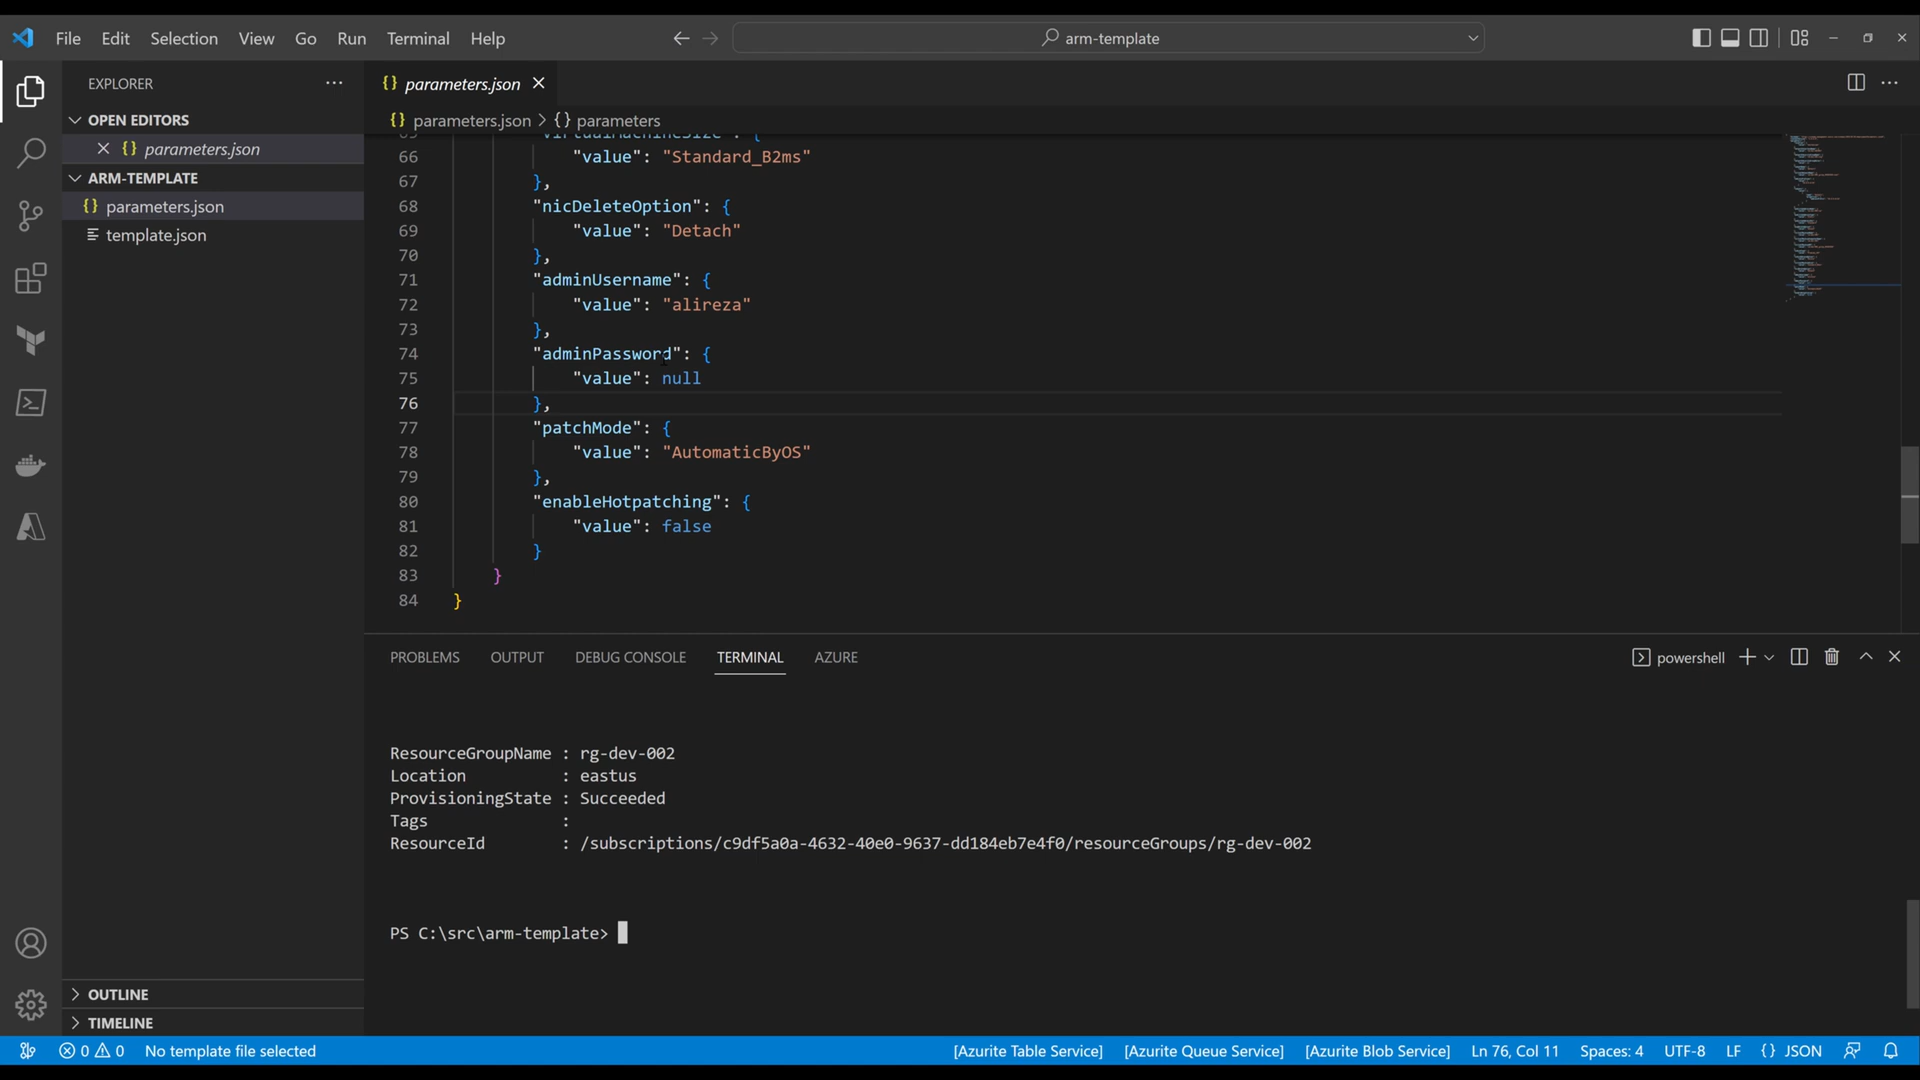 File Edit Selection View Go Run Terminal Help
arm-template
EXPLORER
OPEN EDITORS
parameters.json
ARM-TEMPLATE
{} parameters.json
template.json
OUTLINE
TIMELINE
{} parameters.json
{} parameters.json > {} parameters
65 "virtualMachineSize": {
66 "value": "Standard_B2ms"
67 },
68 "nicDeleteOption": {
69 "value": "Detach"
70 },
71 "adminUsername": {
72 "value": "alireza"
73 },
74 "adminPassword": {
75 "value": null
76 },
77 "patchMode": {
78 "value": "AutomaticByOS"
79 },
80 "enableHotpatching": {
81 "value": false
82 }
83 }
84 }
PROBLEMS OUTPUT DEBUG CONSOLE TERMINAL AZURE
powershell
ResourceGroupName : rg-dev-002
Location : eastus
ProvisioningState : Succeeded
Tags :
ResourceId : /subscriptions/c9df5a0a-4632-40e0-9637-dd184eb7e4f0/resourceGroups/rg-dev-002
PS C:\src\arm-template>
0 0 No template file selected
[Azurite Table Service] [Azurite Queue Service] [Azurite Blob Service] Ln 76, Col 11 Spaces: 4 UTF-8 LF {} JSON